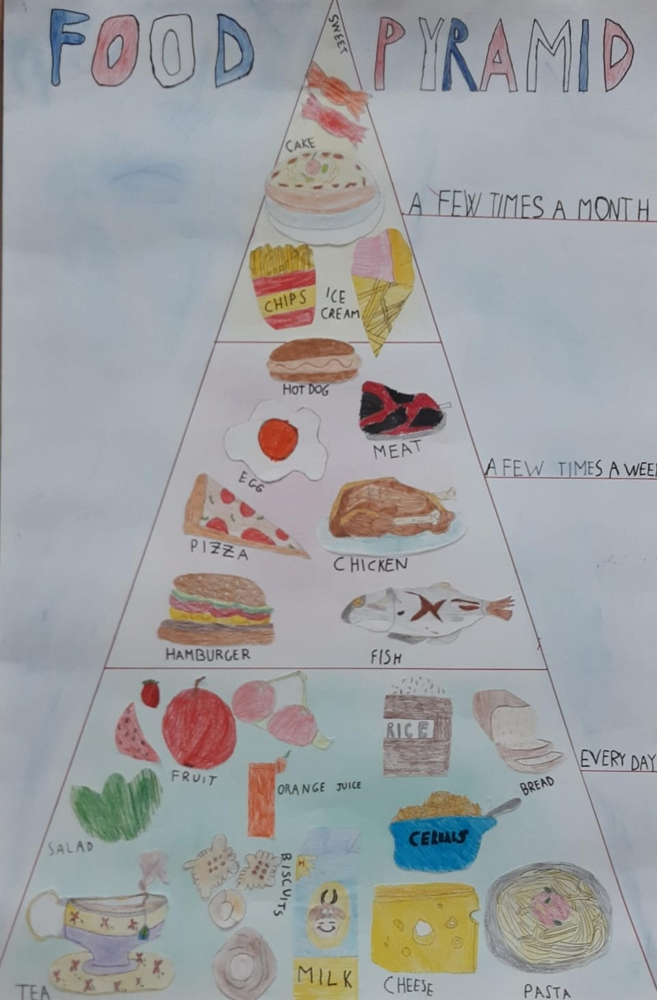 FOOD PYRAMID
SWEET
CAKE
A FEW TIMES A MONTH
CHIPS
ICE
CREAM
HOT DOG
MEAT
EGG
A FEW TIMES A WEE
PIZZA
CHICKEN
HAMBURGER
FISH
RICE
FRUIT
EVERY DAY
ORANGE JUICE
BREAD
SALAD
CEREALS
BISCUITS
M
MILK
TEA
CHEESE
PASTA